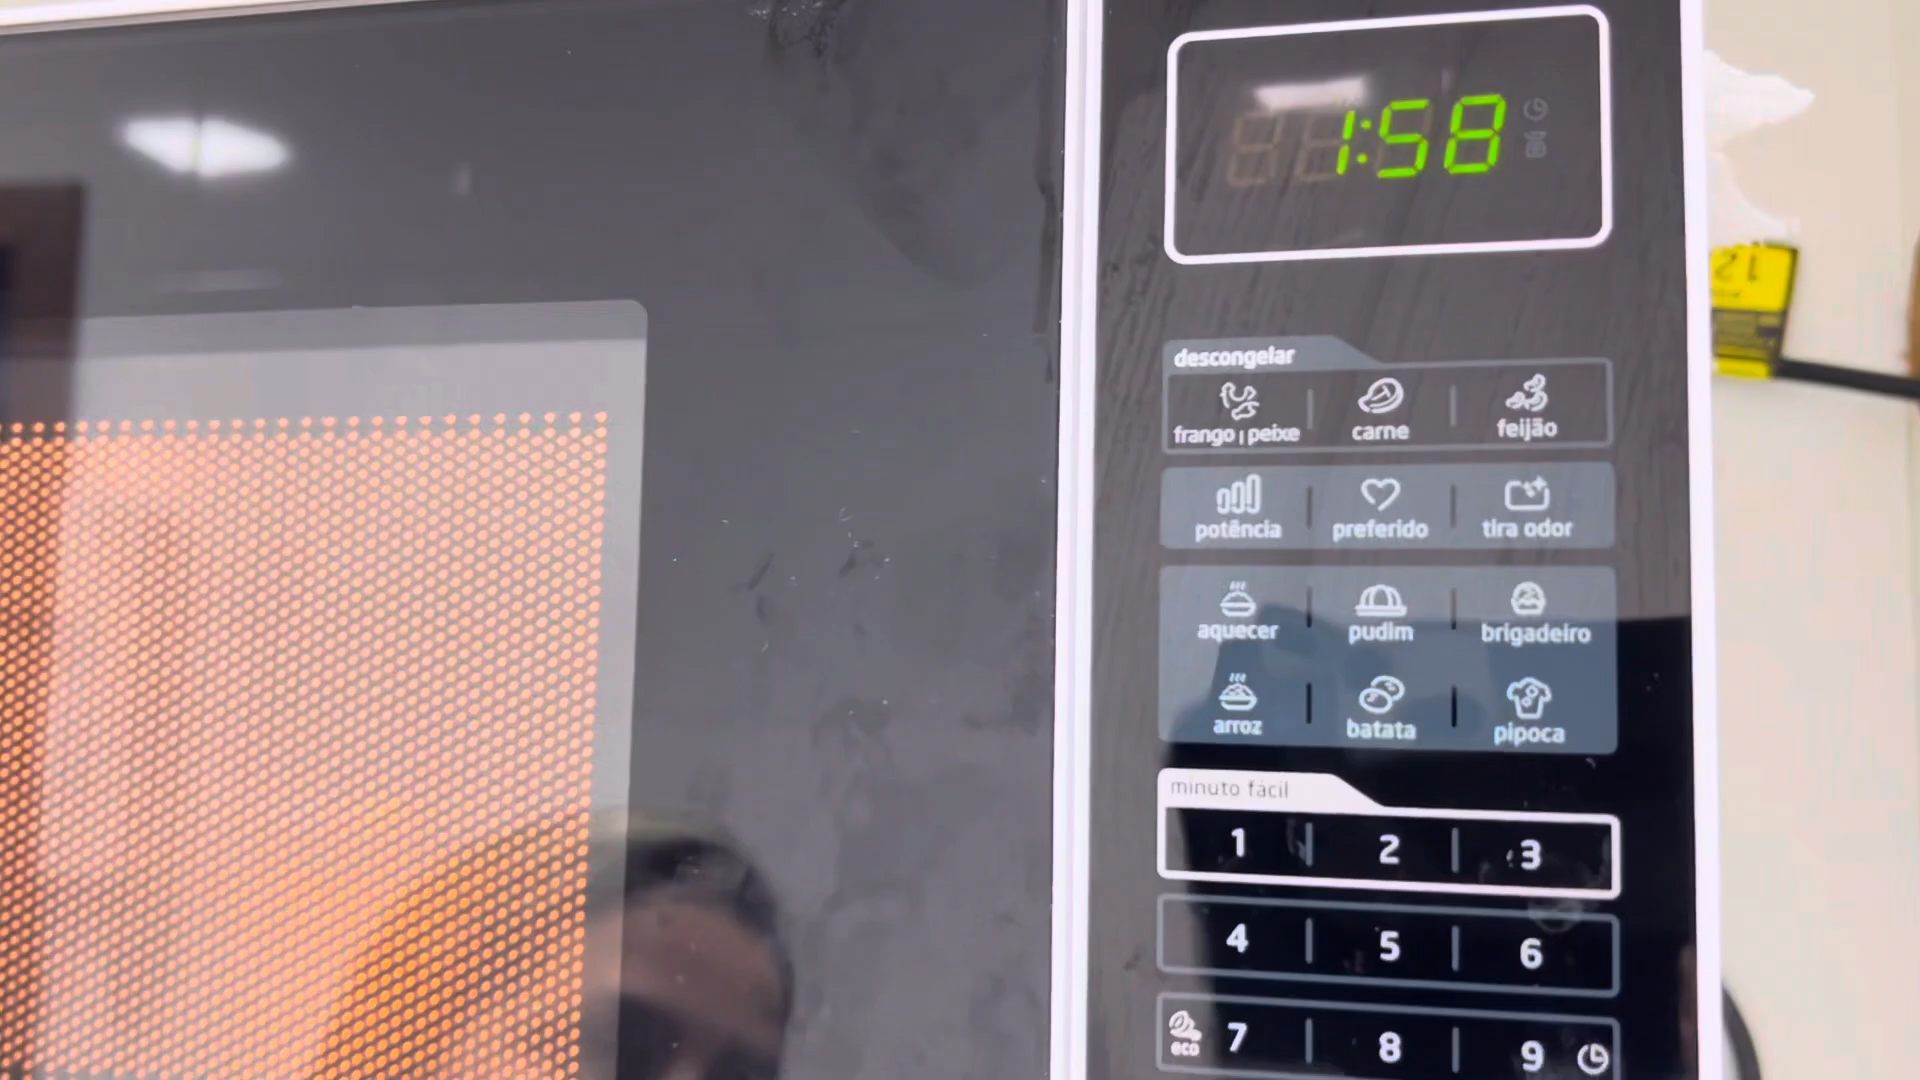 1:58
descongelar
frango | peixe carne feijão
potência preferido tira odor
aquecer pudim brigadeiro
arroz batata pipoca
minuto fácil
1 2 3
4 5 6
eco 7 8 9
12